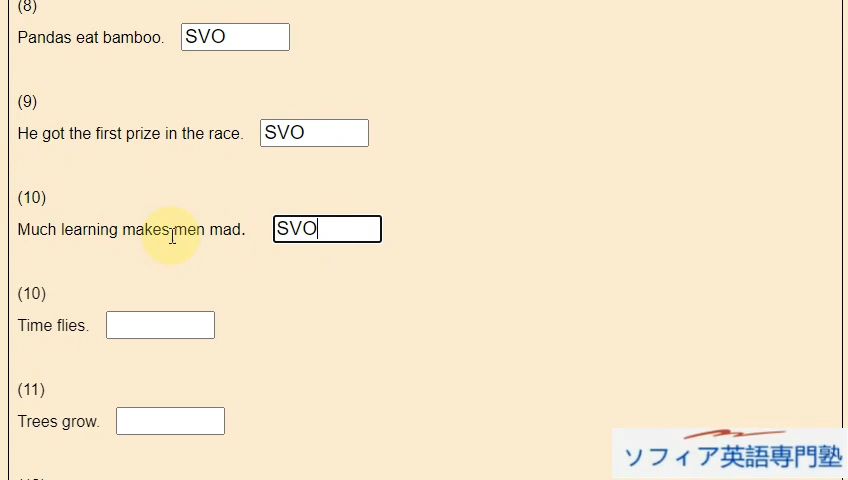 (8)
Pandas eat bamboo. SVO
(9)
He got the first prize in the race. SVO
(10)
Much learning makes men mad. SVO
(10)
Time flies.
(11)
Trees grow.
ソフィア英語専門塾